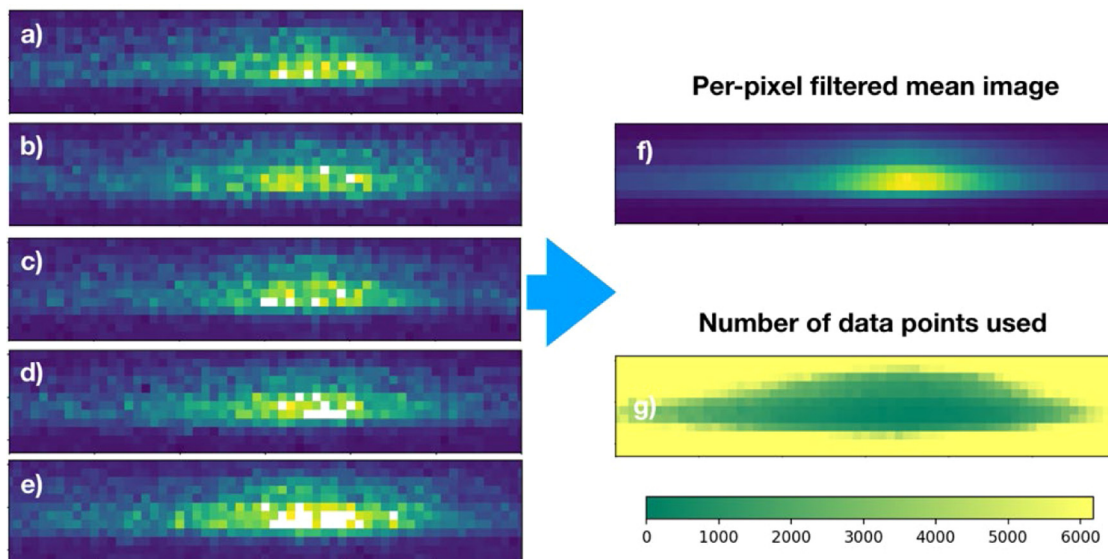 a)
b)
c)
d)
e)
Per-pixel filtered mean image
f)
Number of data points used
g)
0 1000 2000 3000 4000 5000 6000